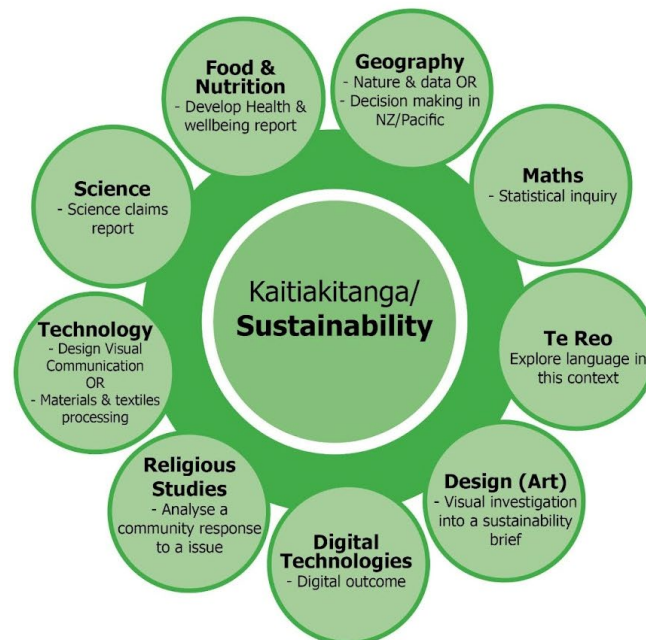 Kaitiakitanga/
Sustainability
Food &
Nutrition
- Develop Health &
wellbeing report
Geography
- Nature & data OR
- Decision making in
NZ/Pacific
Maths
- Statistical inquiry
Te Reo
Explore language in
this context
Design (Art)
- Visual investigation
into a sustainability
brief
Digital
Technologies
- Digital outcome
Religious
Studies
- Analyse a
community response
to a issue
Technology
- Design Visual
Communication
OR
- Materials & textiles
processing
Science
- Science claims
report